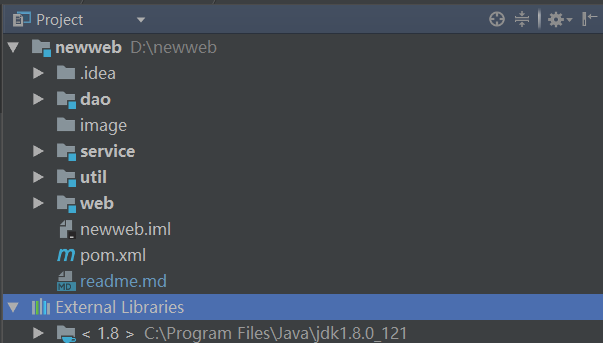 Project
newweb D:\newweb
.idea
dao
image
service
util
web
newweb.iml
m pom.xml
MD readme.md
External Libraries
< 1.8 > C:\Program Files\Java\jdk1.8.0_121